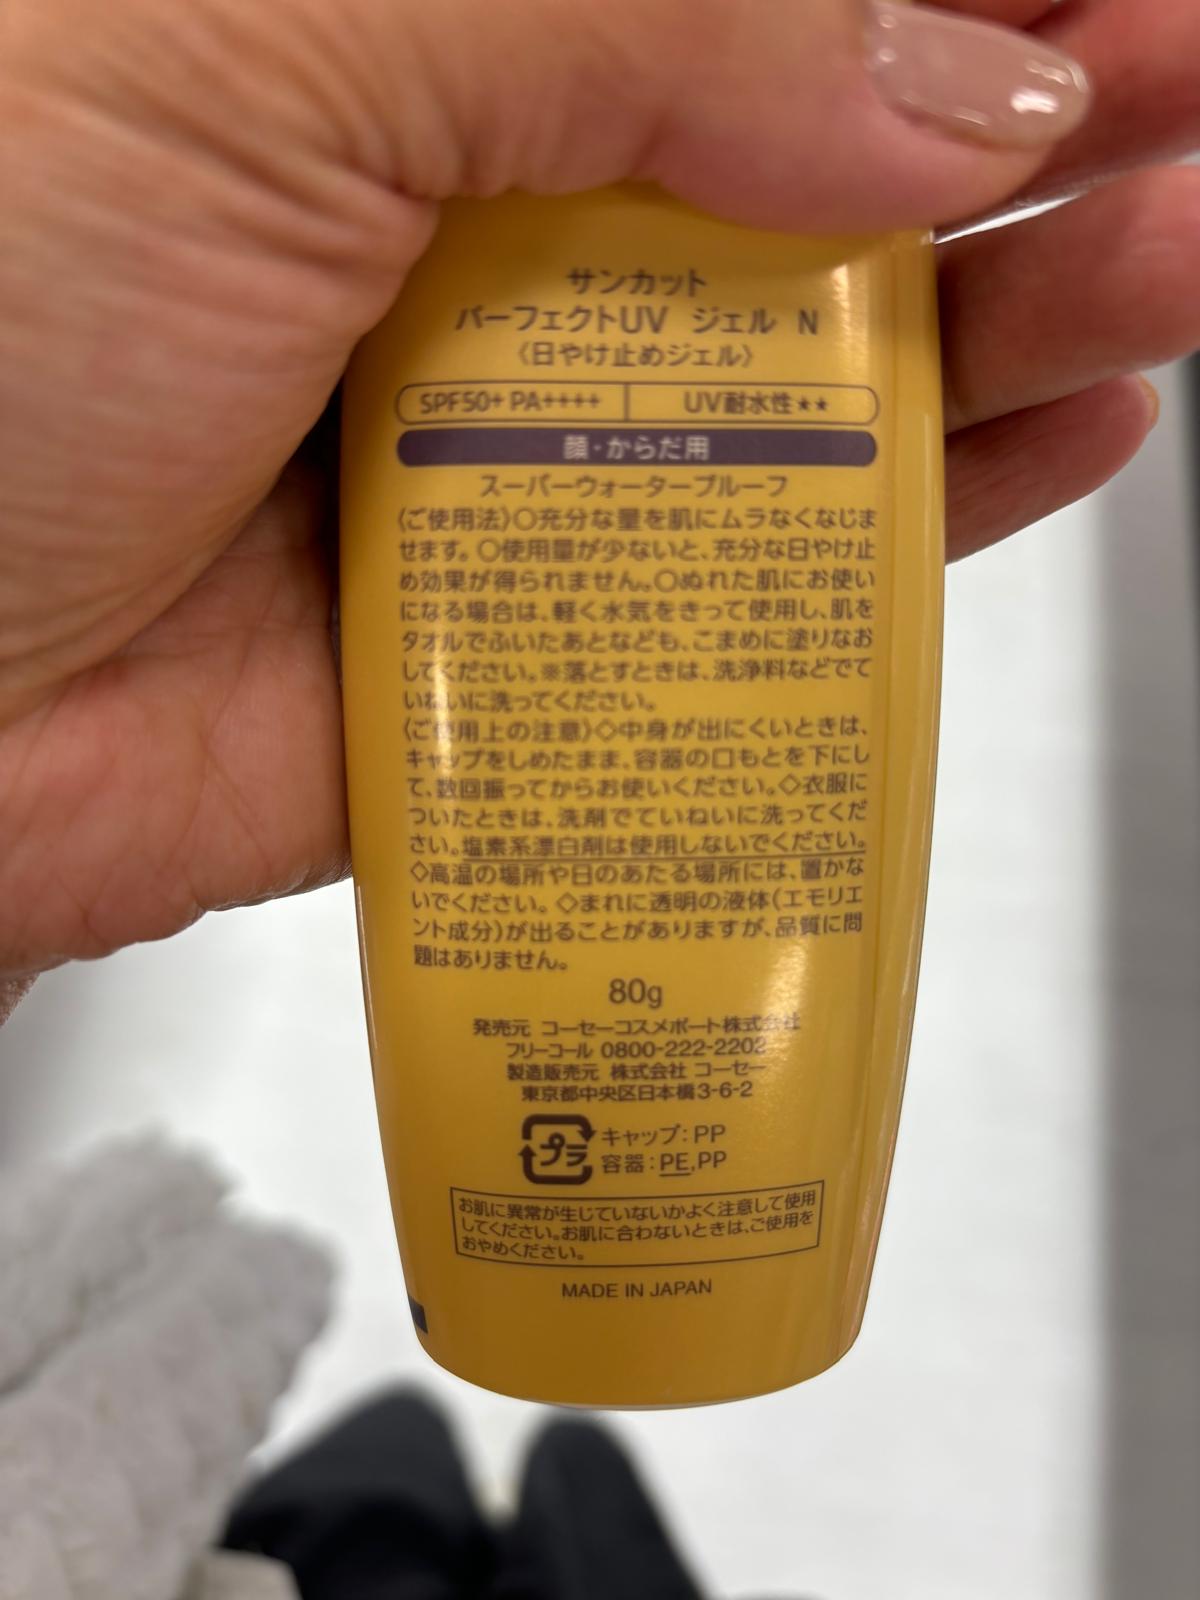 サンカット
パーフェクトUV ジェル N
〈日やけ止めジェル〉
SPF50+ PA++++ UV耐水性★★
顔・からだ用
スーパーウォータープルーフ
〈ご使用法〉○充分な量を肌にムラなくなじま
せます。○使用量が少ないと、充分な日やけ止
め効果が得られません。○ぬれた肌にお使い
になる場合は、軽く水気をきって使用し、肌を
タオルでふいたあとなども、こまめに塗りなお
してください。※落とすときは、洗浄料などでて
いねいに洗ってください。
〈ご使用上の注意〉◇中身が出にくいときは、
キャップをしめたまま、容器の口もとを下にし
て、数回振ってからお使いください。◇衣服に
ついたときは、洗剤でていねいに洗ってくだ
さい。塩素系漂白剤は使用しないでください。
◇高温の場所や日のあたる場所には、置かな
いでください。◇まれに透明の液体(エモリエ
ント成分)が出ることがありますが、品質に問
題はありません。
80g
発売元 コーセーコスメポート株式会社
フリーコール 0800-222-2202
製造販売元 株式会社 コーセー
東京都中央区日本橋3-6-2
プラ キャップ:PP
容器:PE,PP
お肌に異常が生じていないかよく注意して使用
してください。お肌に合わないときは、ご使用を
おやめください。
MADE IN JAPAN